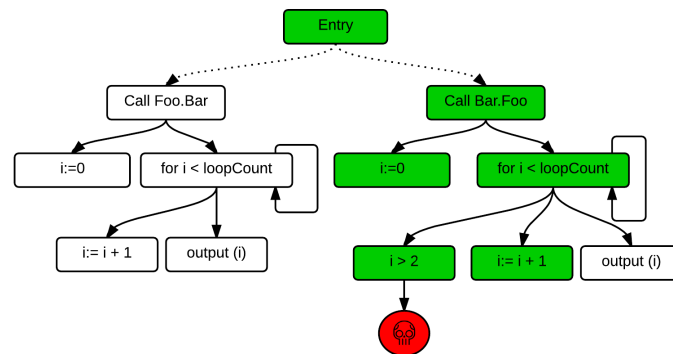 Entry
Call Foo.Bar
Call Bar.Foo
i:=0
for i < loopCount
i:=0
for i < loopCount
i:= i + 1
output (i)
i > 2
i:= i + 1
output (i)